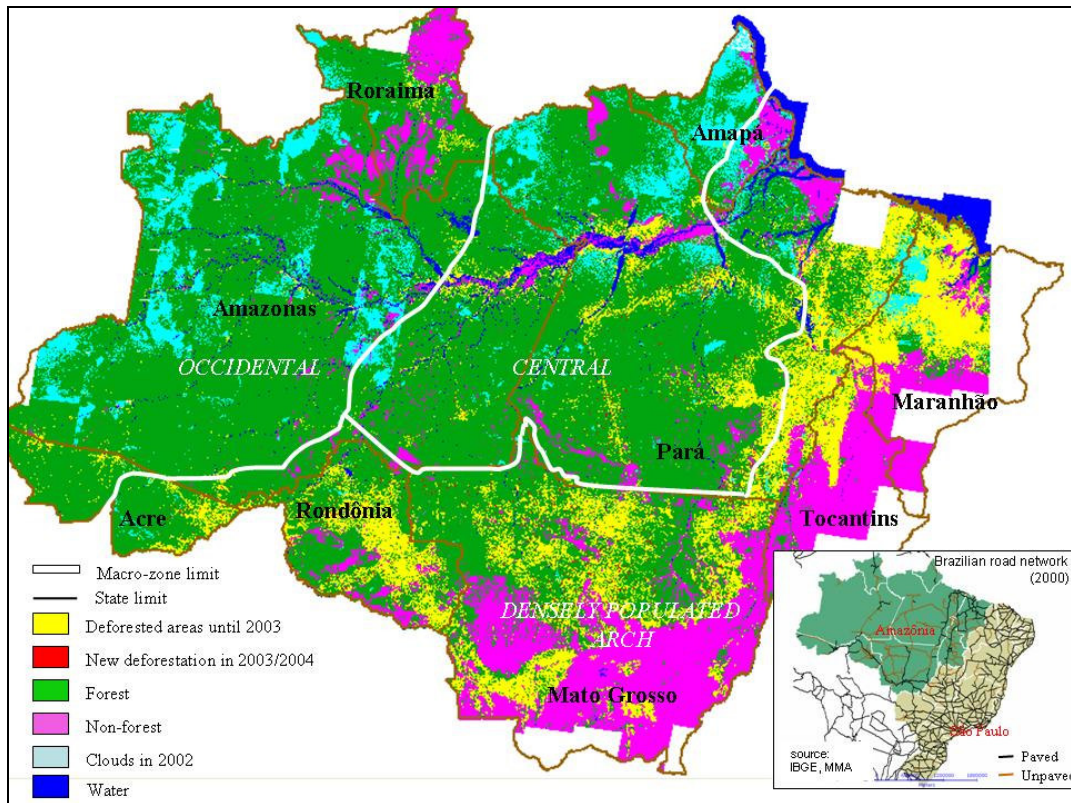 Roraima
Amapá
Amazonas
OCCIDENTAL
CENTRAL
Maranhão
Pará
Acre
Rondônia
Tocantins
DENSELY POPULATED
ARCH
Mato Grosso
Macro-zone limit
State limit
Deforested areas until 2003
New deforestation in 2003/2004
Forest
Non-forest
Clouds in 2002
Water
Brazilian road network
(2000)
Amazônia
São Paulo
source:
IBGE, MMA
Paved
Unpaved